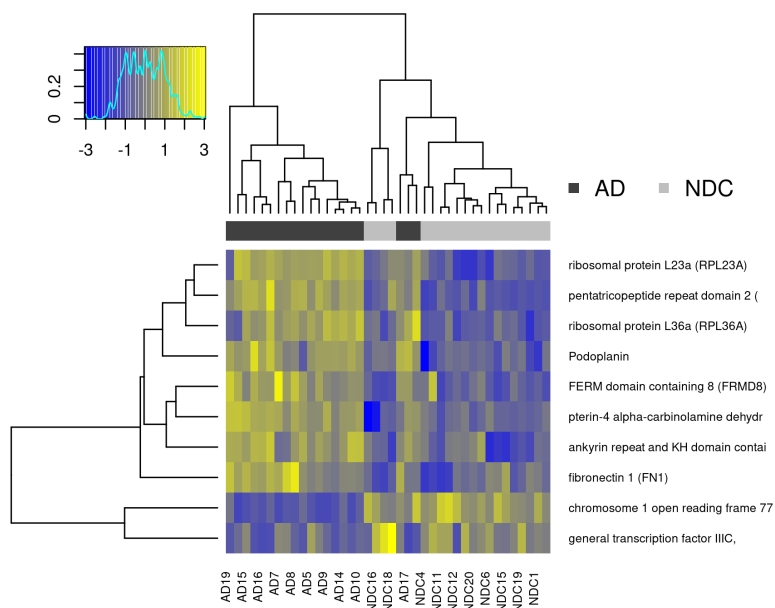 0.2
0
-3 -1 1 3
AD NDC
ribosomal protein L23a (RPL23A)
pentatricopeptide repeat domain 2 (
ribosomal protein L36a (RPL36A)
Podoplanin
FERM domain containing 8 (FRMD8)
pterin-4 alpha-carbinolamine dehydr
ankyrin repeat and KH domain contai
fibronectin 1 (FN1)
chromosome 1 open reading frame 77
general transcription factor IIIC,
AD19 AD15 AD16 AD7 AD8 AD5 AD9 AD14 AD10 NDC16 NDC18 AD17 NDC4 NDC11 NDC12 NDC20 NDC6 NDC15 NDC19 NDC1